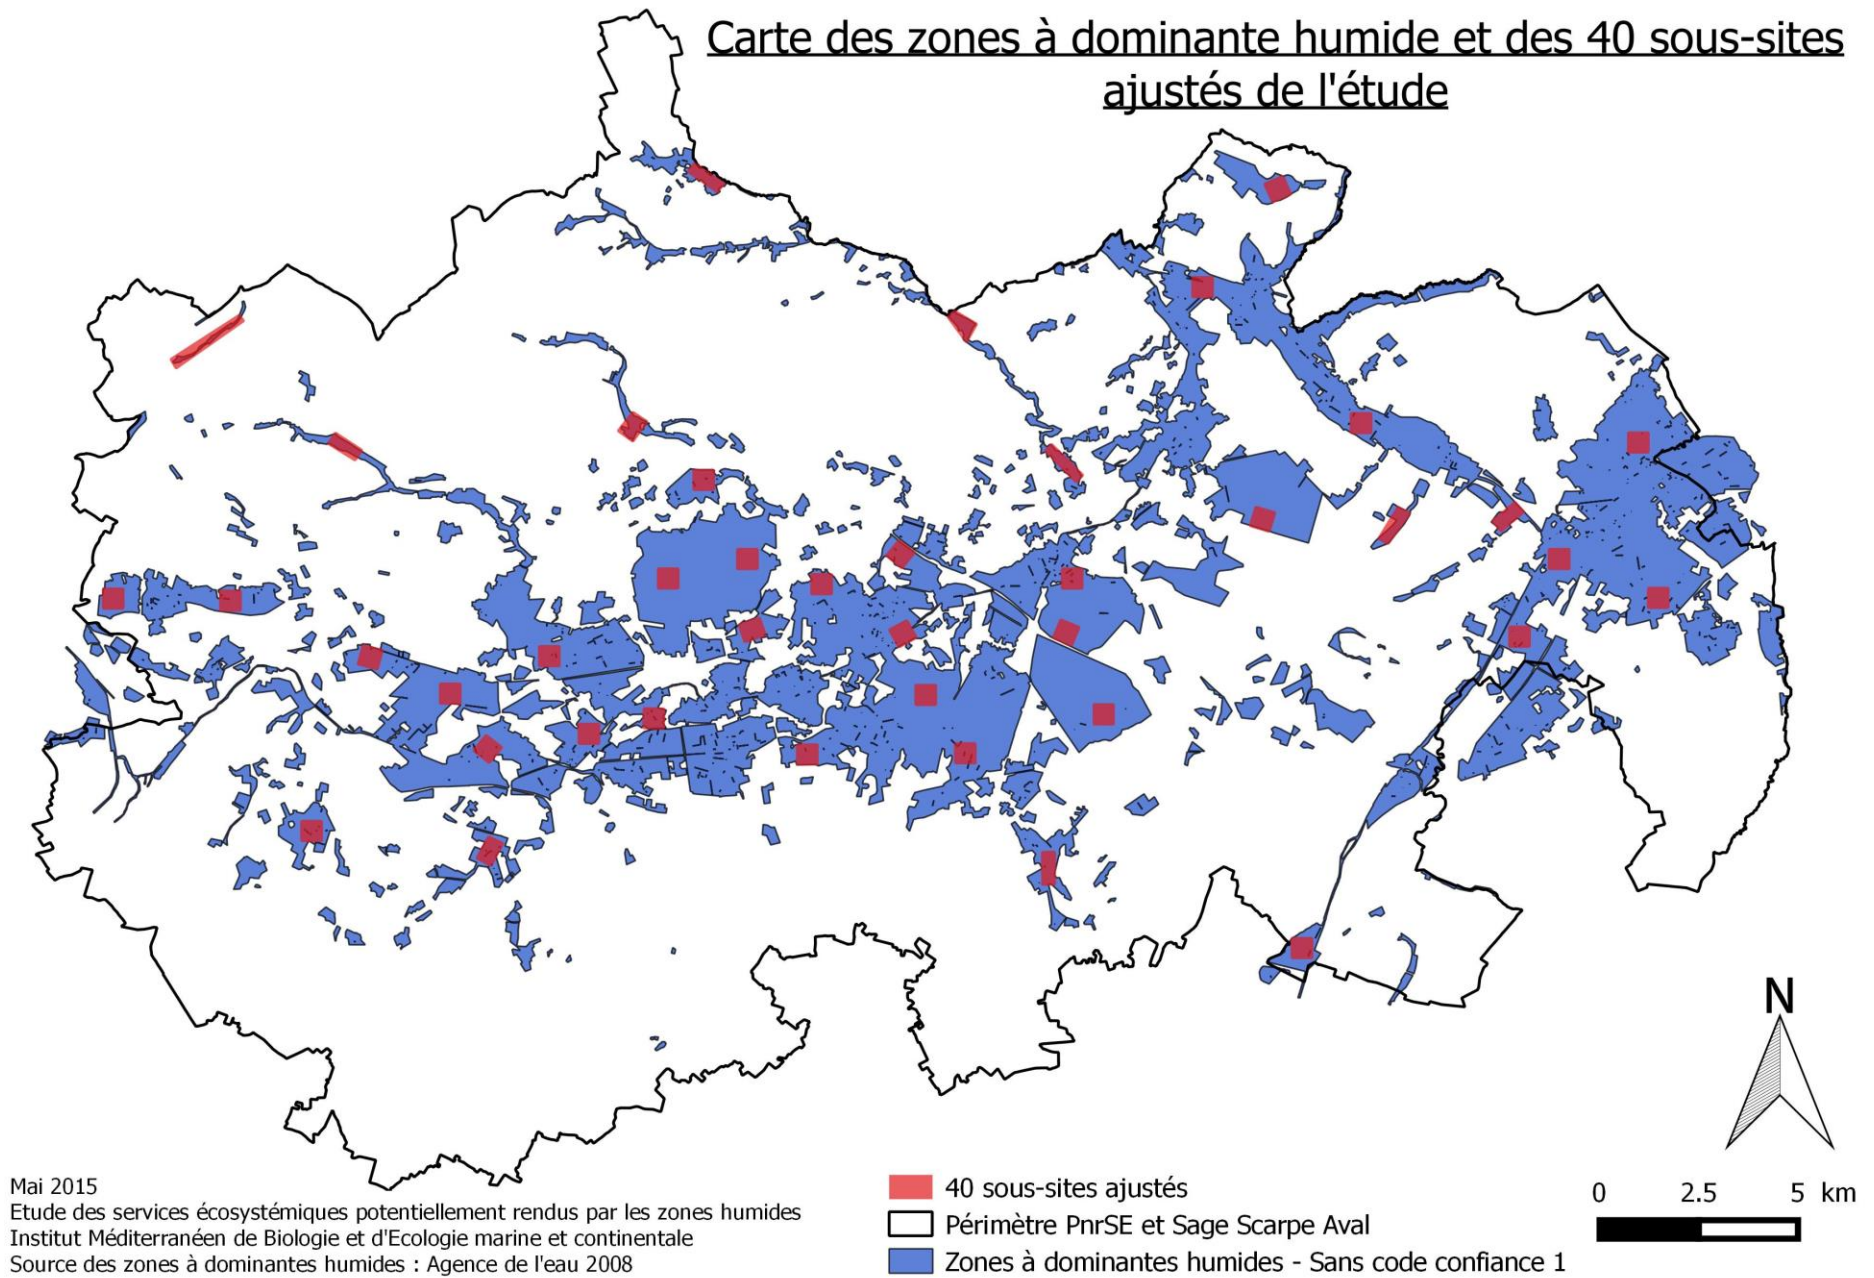 Carte des zones à dominante humide et des 40 sous-sites
ajustés de l'étude
N
Mai 2015
Etude des services écosystémiques potentiellement rendus par les zones humides
Institut Méditerranéen de Biologie et d'Ecologie marine et continentale
Source des zones à dominantes humides : Agence de l'eau 2008
40 sous-sites ajustés
Périmètre PnrSE et Sage Scarpe Aval
Zones à dominantes humides - Sans code confiance 1
0 2.5 5 km